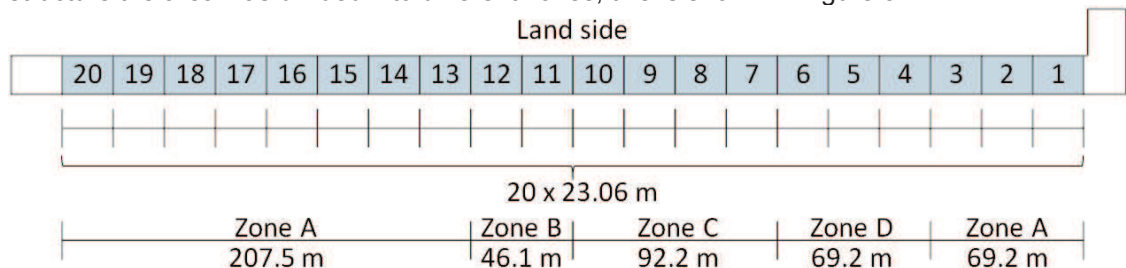 Land side
20 19 18 17 16 15 14 13 12 11 10 9 8 7 6 5 4 3 2 1
20 x 23.06 m
Zone A Zone B Zone C Zone D Zone A
207.5 m 46.1 m 92.2 m 69.2 m 69.2 m